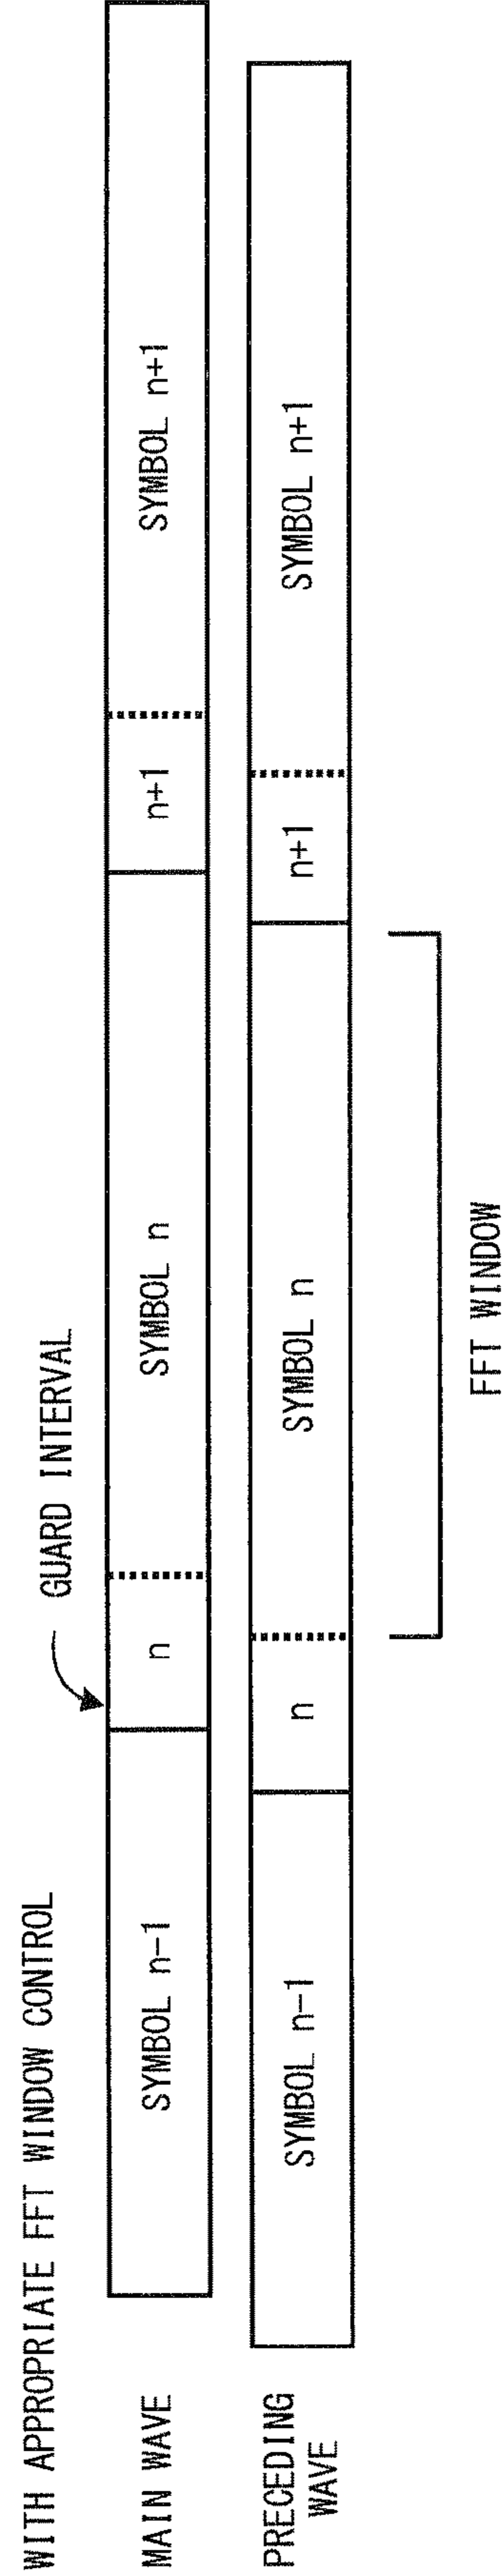 WITH APPROPRIATE FFT WINDOW CONTROL
GUARD INTERVAL
MAIN WAVE
SYMBOL n-1
n
SYMBOL n
n+1
SYMBOL n+1
PRECEDING
WAVE
SYMBOL n-1
n
SYMBOL n
n+1
SYMBOL n+1
FFT WINDOW